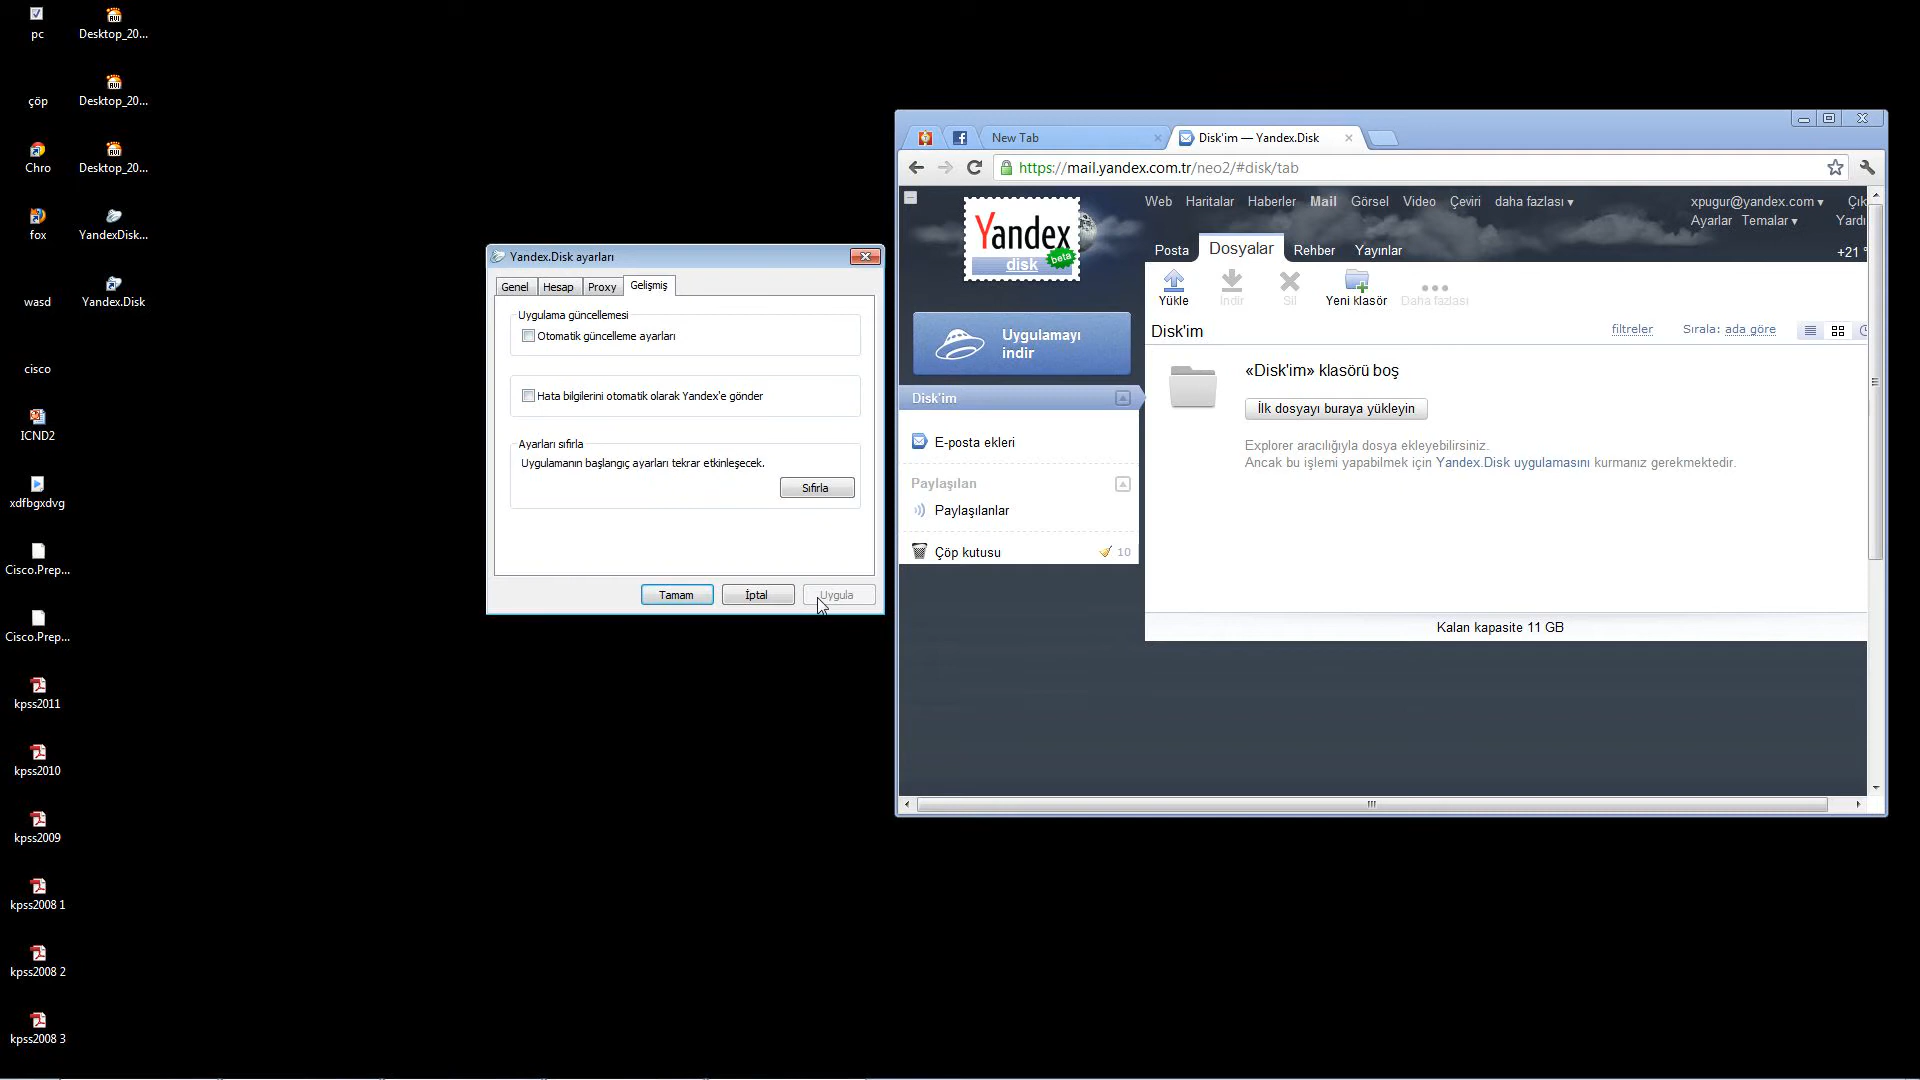 pc
Desktop_20...
çöp
Desktop_20...
Chro
Desktop_20...
fox
YandexDisk...
wasd
Yandex.Disk
cisco
ICND2
xdfbgxdvg
Cisco.Prep...
Cisco.Prep...
kpss2011
kpss2010
kpss2009
kpss2008 1
kpss2008 2
kpss2008 3
Yandex.Disk ayarları
Genel Hesap Proxy Gelişmiş
Uygulama güncellemesi
Otomatik güncelleme ayarları
Hata bilgilerini otomatik olarak Yandex'e gönder
Ayarları sıfırla
Uygulamanın başlangıç ayarları tekrar etkinleşecek.
Sıfırla
Tamam İptal Uygula
New Tab
Disk'im — Yandex.Disk
https://mail.yandex.com.tr/neo2/#disk/tab
Yandex
disk beta
Web Haritalar Haberler Mail Görsel Video Çeviri daha fazlası
xpugur@yandex.com Çık
Ayarlar Temalar Yardı
Posta Dosyalar Rehber Yayınlar
+21 °
Yükle İndir Sil Yeni klasör Daha fazlası
Uygulamayı
indir
Disk'im
filtreler Sırala: ada göre
Disk'im
E-posta ekleri
Paylaşılan
Paylaşılanlar
Çöp kutusu 10
«Disk'im» klasörü boş
İlk dosyayı buraya yükleyin
Explorer aracılığıyla dosya ekleyebilirsiniz.
Ancak bu işlemi yapabilmek için Yandex.Disk uygulamasını kurmanız gerekmektedir.
Kalan kapasite 11 GB